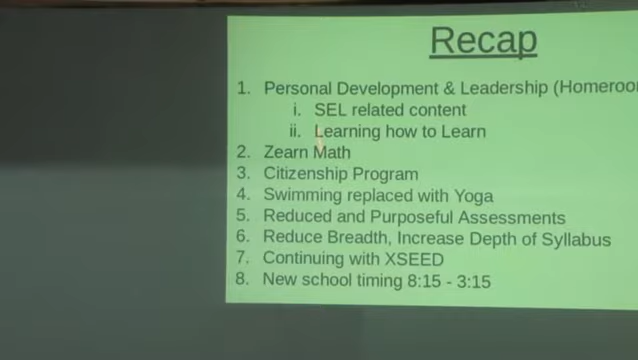 Recap
1. Personal Development & Leadership (Homeroo
i. SEL related content
ii. Learning how to Learn
2. Zearn Math
3. Citizenship Program
4. Swimming replaced with Yoga
5. Reduced and Purposeful Assessments
6. Reduce Breadth, Increase Depth of Syllabus
7. Continuing with XSEED
8. New school timing 8:15 - 3:15